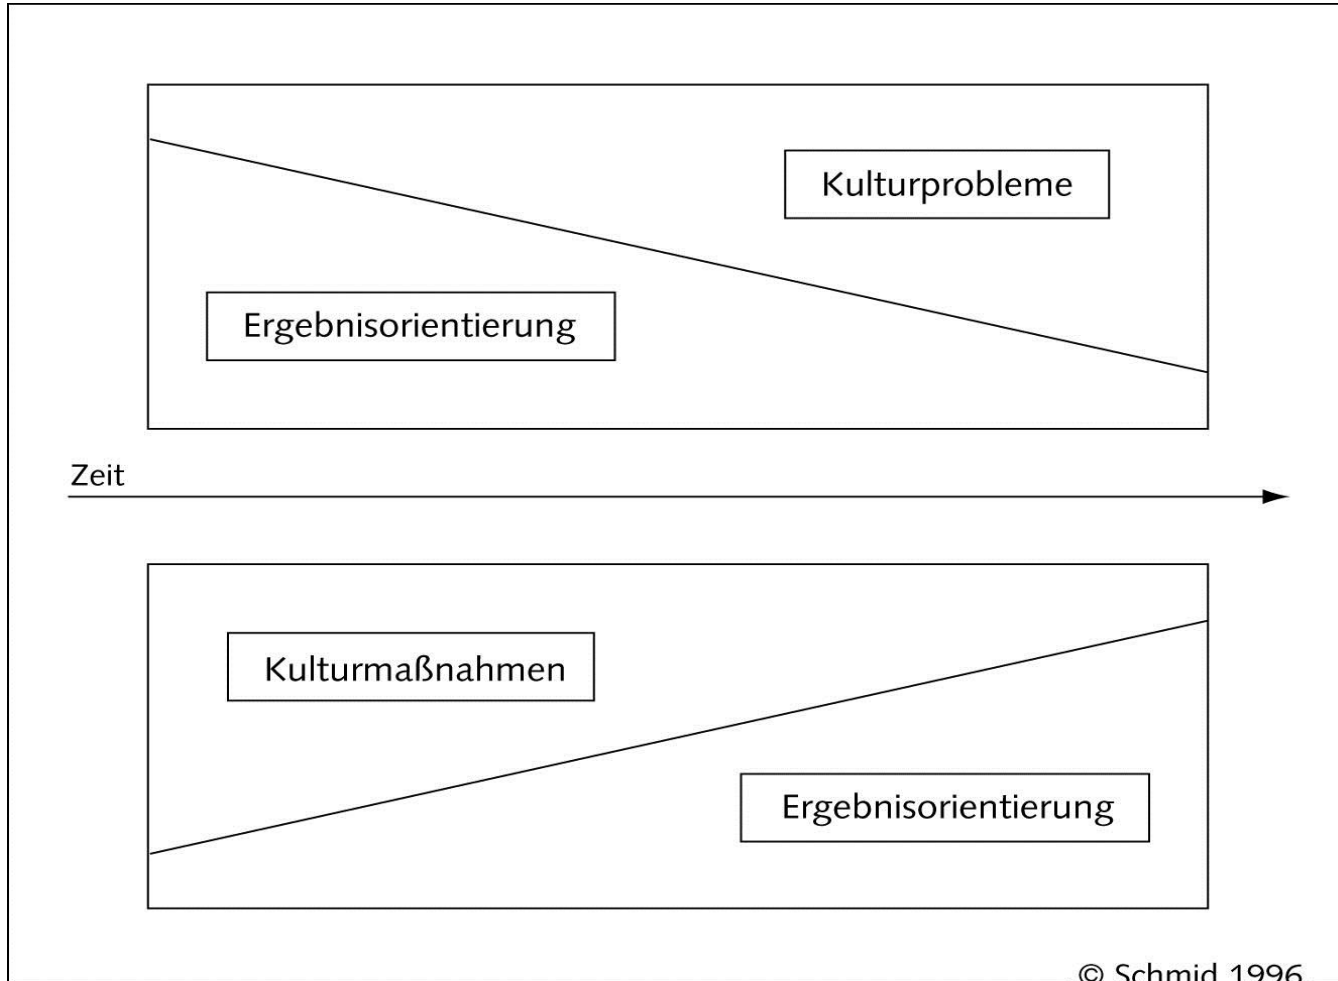 Kulturprobleme
Ergebnisorientierung
Zeit
Kulturmaßnahmen
Ergebnisorientierung
© Schmid 1996